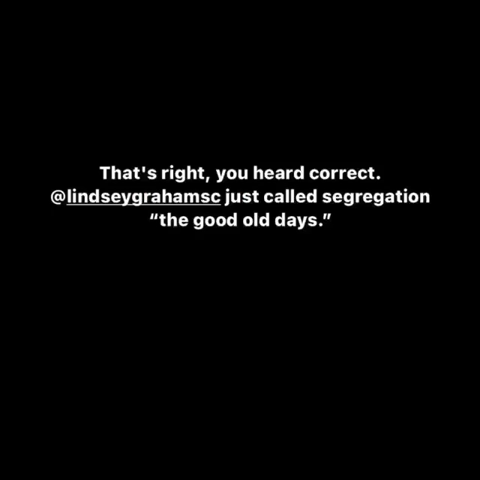 That's right, you heard correct.
@lindseygrahamsc just called segregation
“the good old days.”